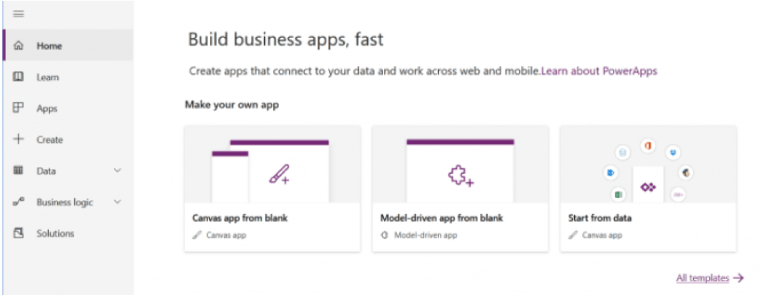 Home
Learn
Apps
Create
Data
Business logic
Solutions
Build business apps, fast
Create apps that connect to your data and work across web and mobile.Learn about PowerApps
Make your own app
Canvas app from blank
Canvas app
Model-driven app from blank
Model-driven app
Start from data
Canvas app
All templates